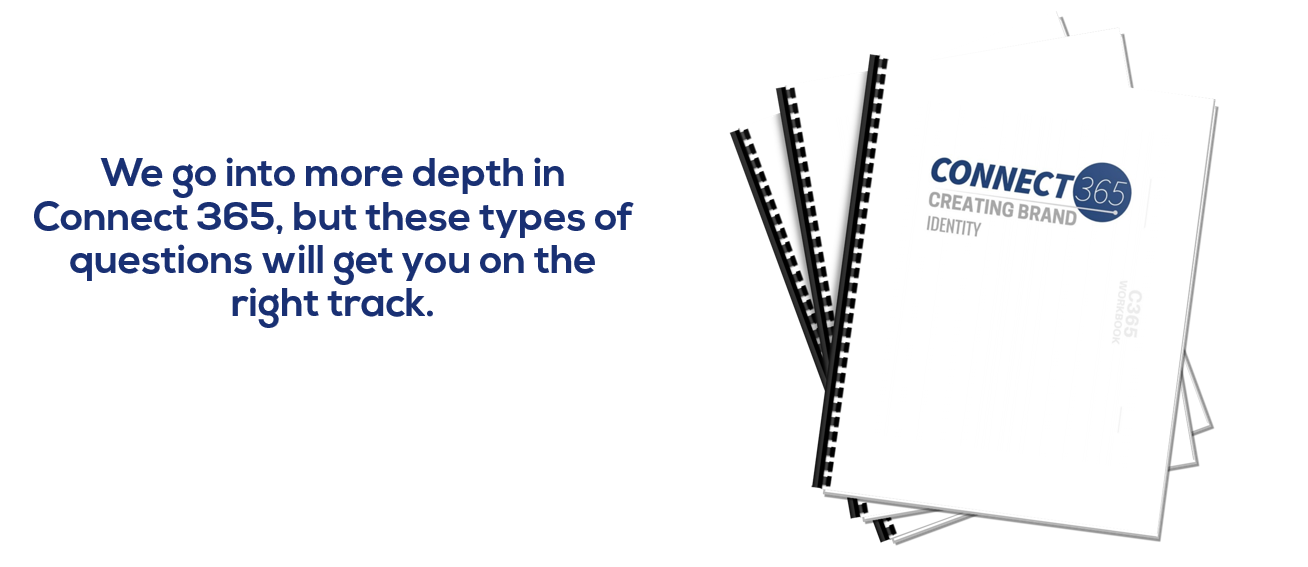 We go into more depth in
Connect 365, but these types of
questions will get you on the
right track.
CONNECT 365
CREATING BRAND
IDENTITY
C365
WORKBOOK